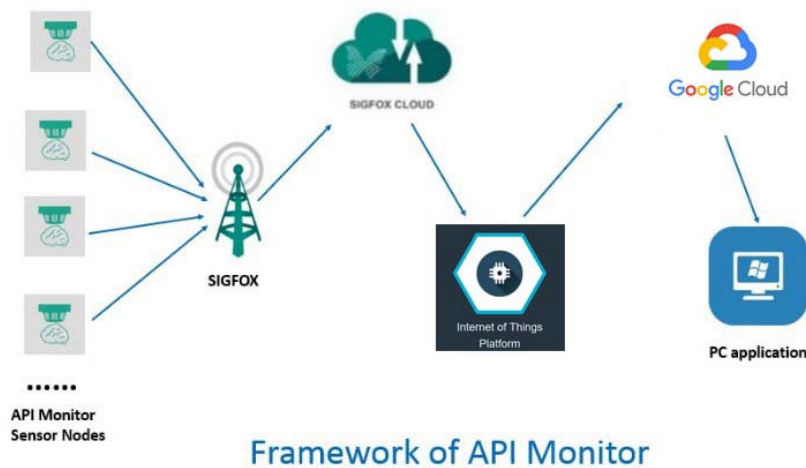 SIGFOX CLOUD
Google Cloud
SIGFOX
Internet of Things
Platform
PC application
......
API Monitor
Sensor Nodes
Framework of API Monitor